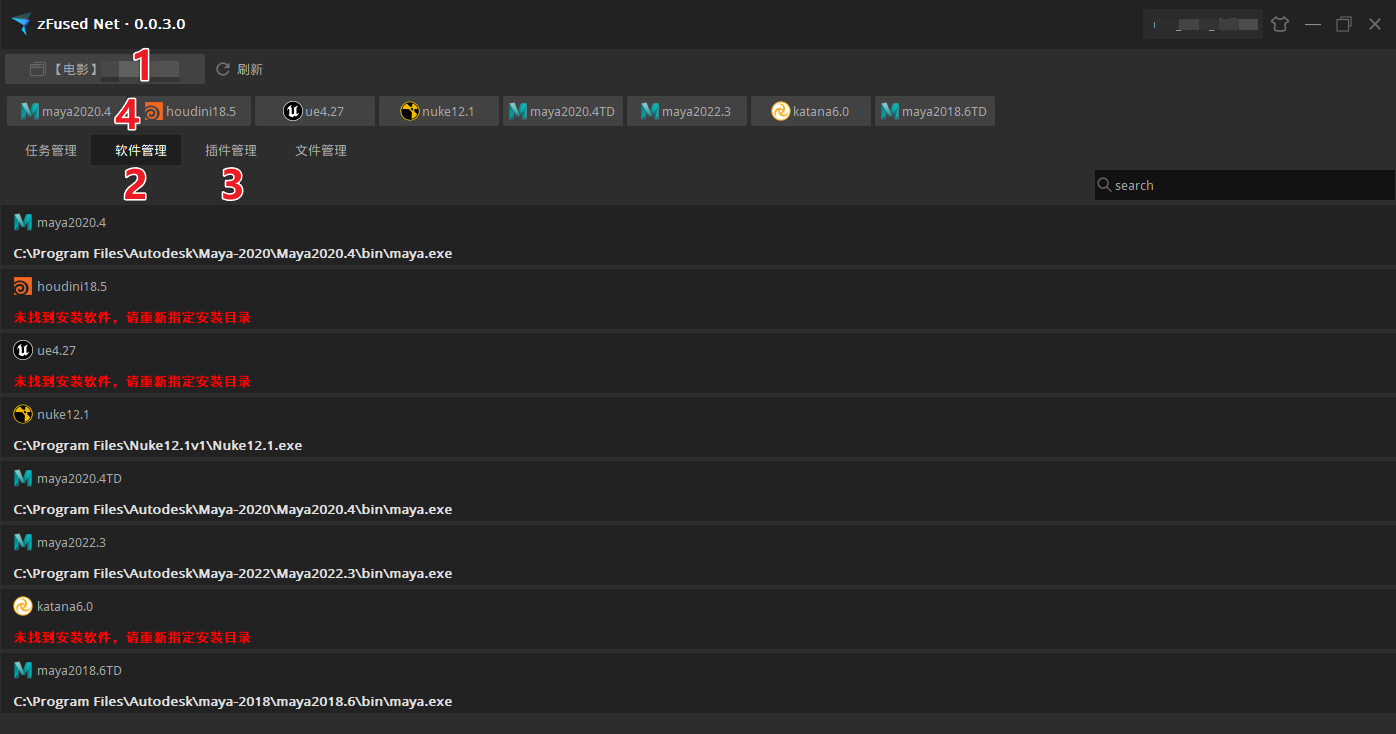 zFused Net · 0.0.3.0
【电影】 1 刷新
maya2020.4 4 houdini18.5 ue4.27 nuke12.1 maya2020.4TD maya2022.3 katana6.0 maya2018.6TD
任务管理 软件管理 插件管理 文件管理
2 3
search
maya2020.4
C:\Program Files\Autodesk\Maya-2020\Maya2020.4\bin\maya.exe
houdini18.5
未找到安装软件，请重新指定安装目录
ue4.27
未找到安装软件，请重新指定安装目录
nuke12.1
C:\Program Files\Nuke12.1v1\Nuke12.1.exe
maya2020.4TD
C:\Program Files\Autodesk\Maya-2020\Maya2020.4\bin\maya.exe
maya2022.3
C:\Program Files\Autodesk\Maya-2022\Maya2022.3\bin\maya.exe
katana6.0
未找到安装软件，请重新指定安装目录
maya2018.6TD
C:\Program Files\Autodesk\maya-2018\maya2018.6\bin\maya.exe